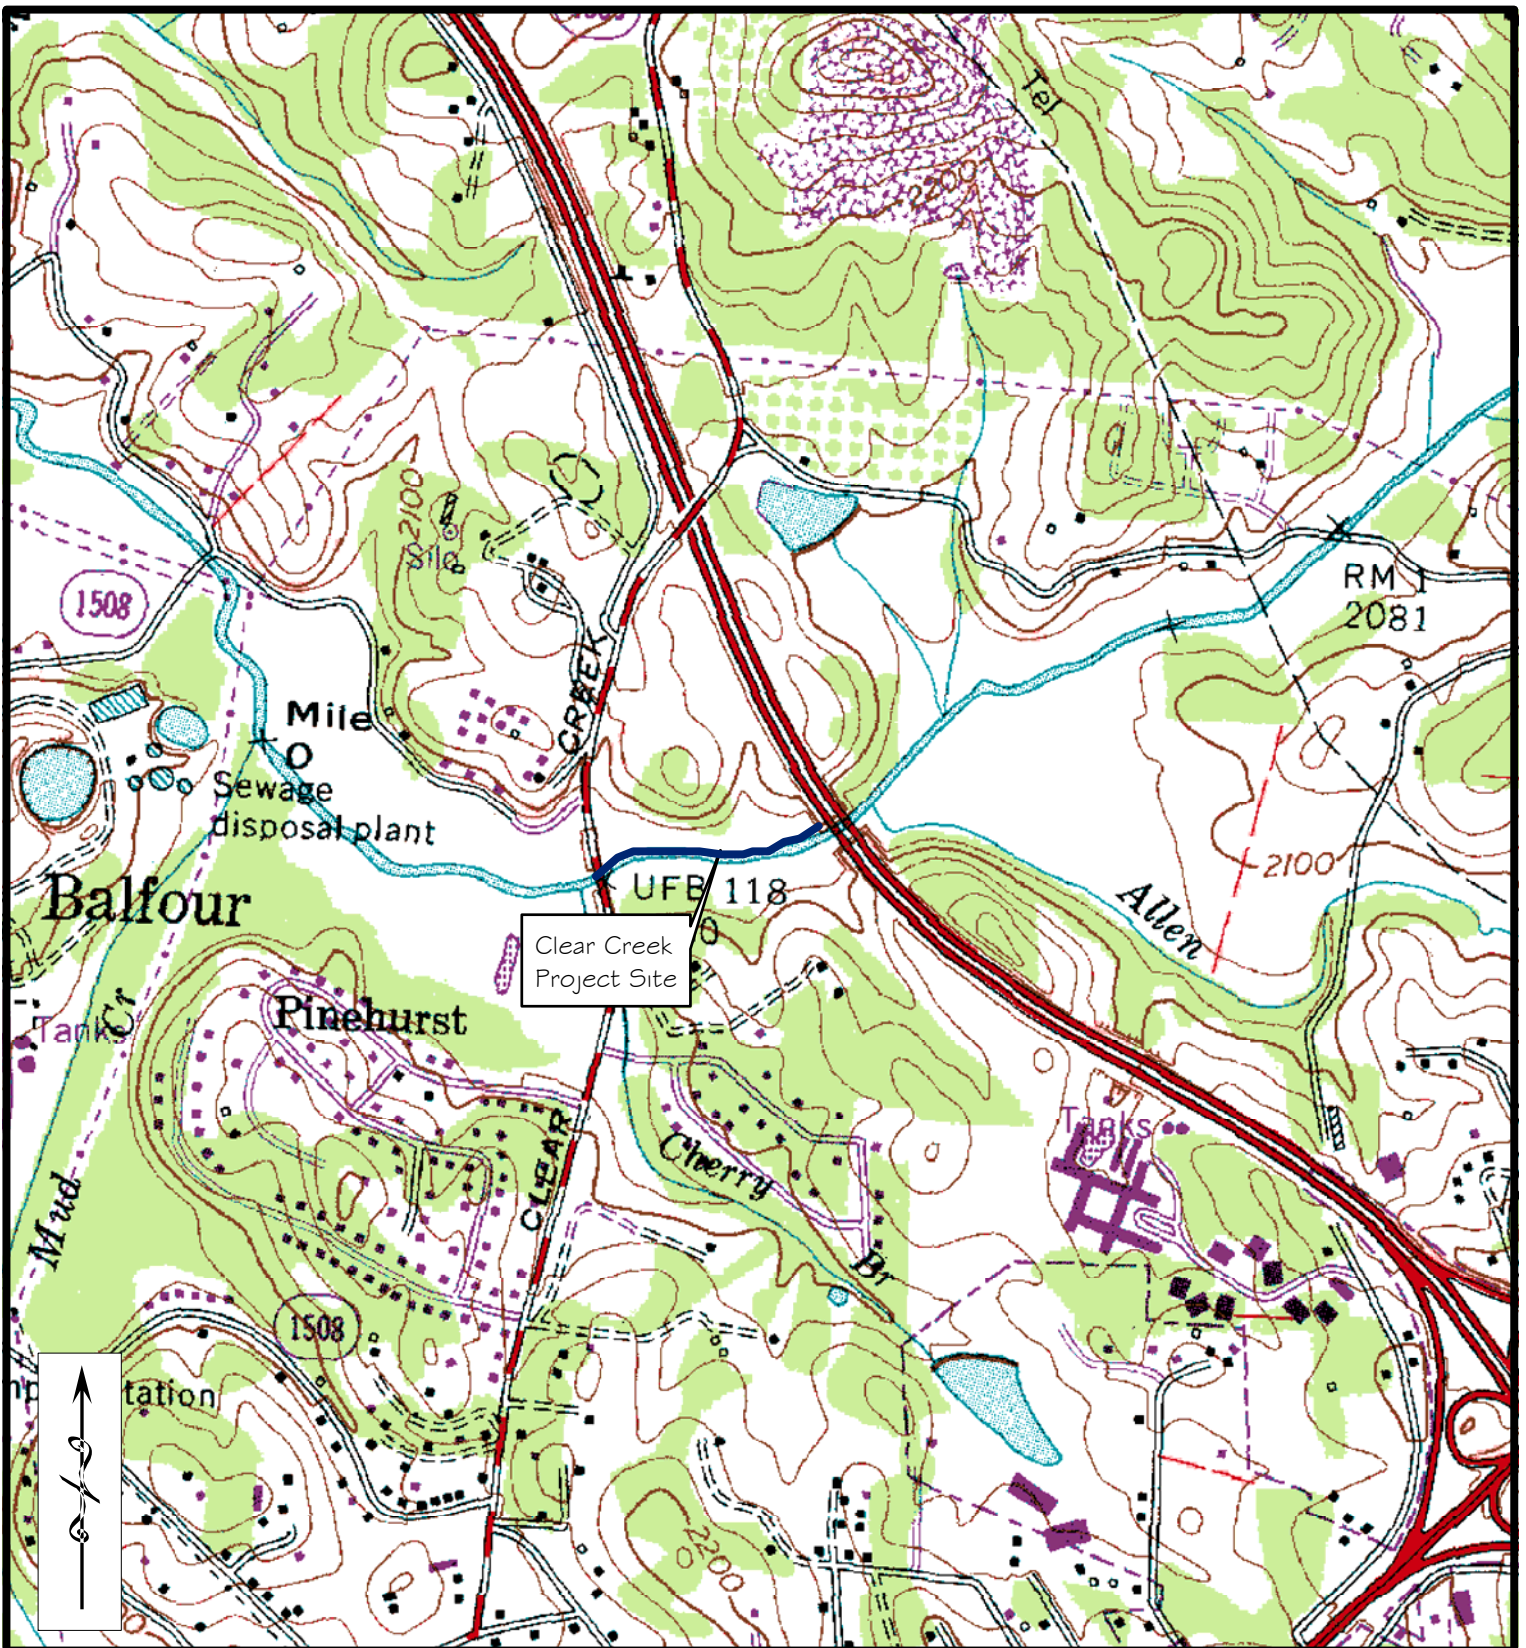 Tel
2200
2100
Silo
1508
RM 1
2081
CREEK
Mile
0
Sewage
disposal plant
2100
Balfour
UFB 118
0
Allen
Clear Creek
Project Site
Cr
Tanks
Pinehurst
Tanks
CLEAR
Cherry
Mud
Br
1508
tation
2200